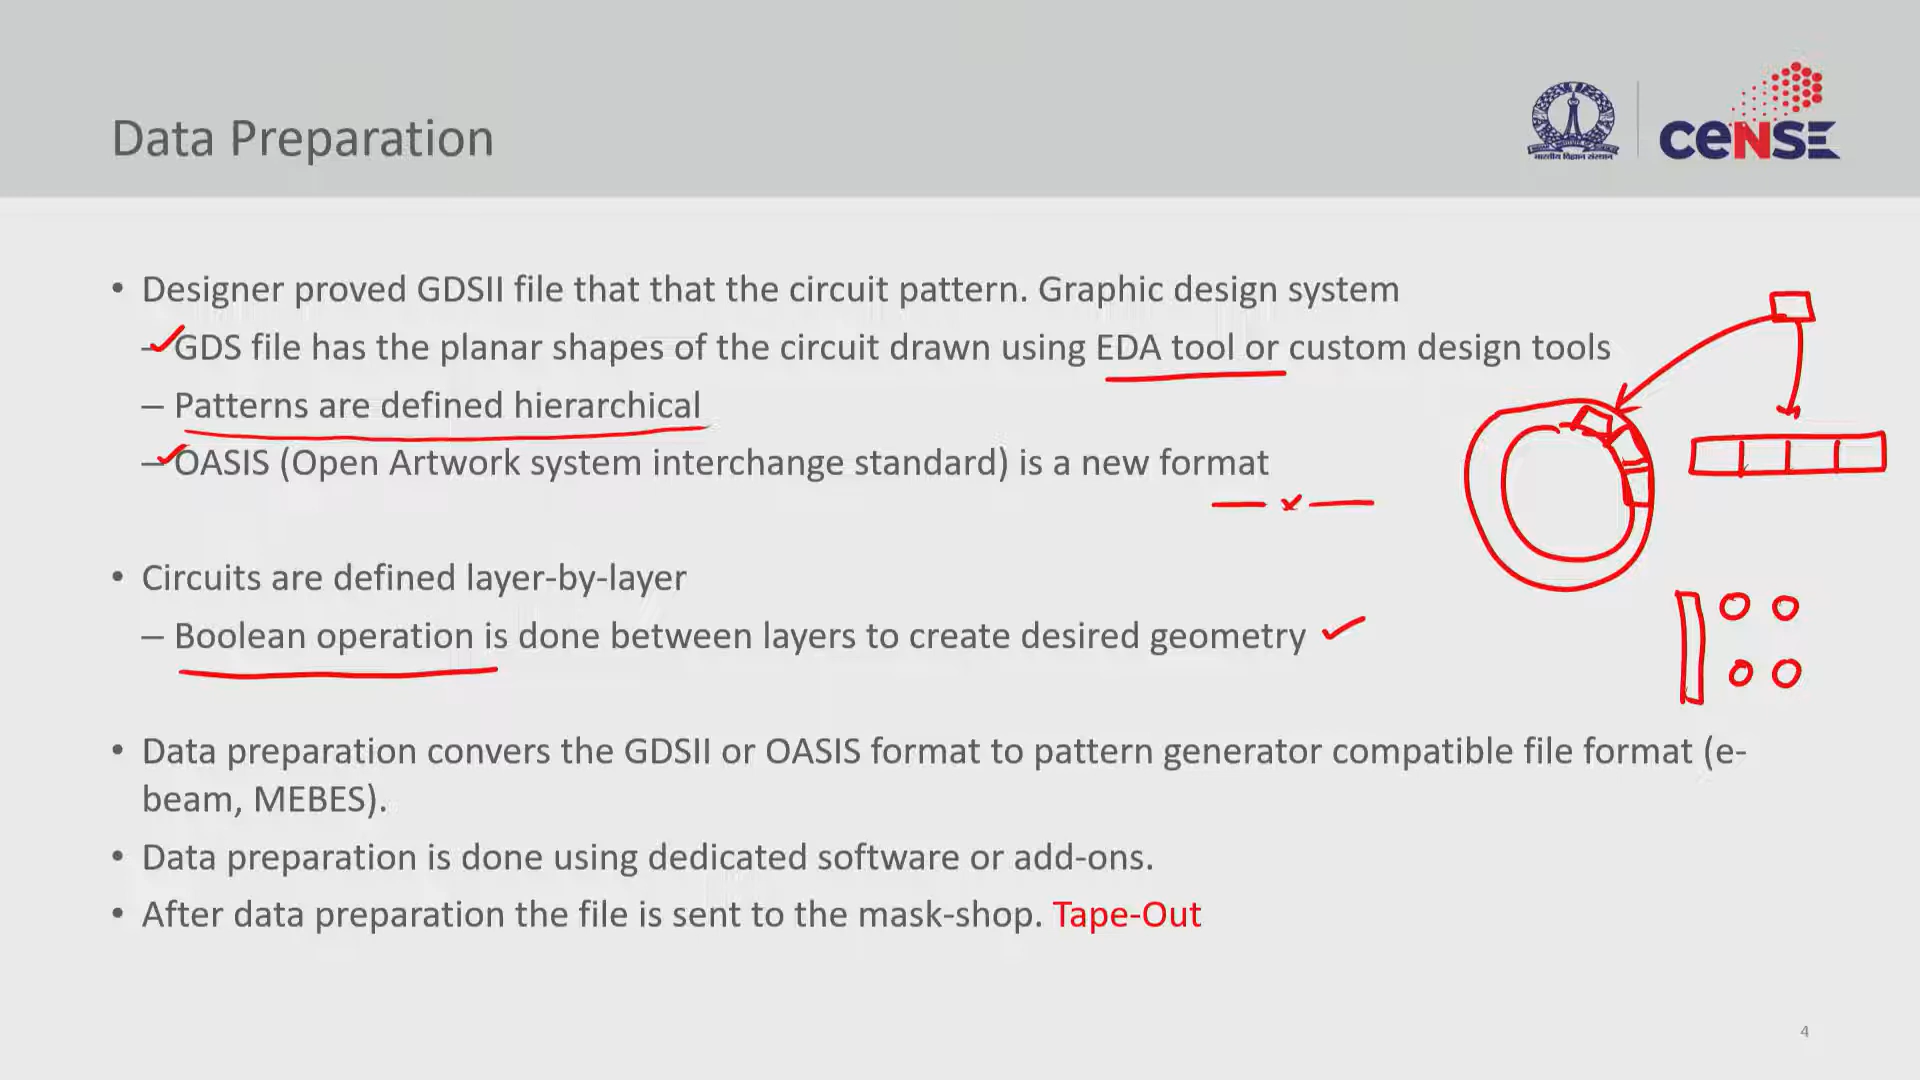 Data Preparation
भारतीय विज्ञान संस्थान
ceNSE
• Designer proved GDSII file that that the circuit pattern. Graphic design system
– GDS file has the planar shapes of the circuit drawn using EDA tool or custom design tools
– Patterns are defined hierarchical
– OASIS (Open Artwork system interchange standard) is a new format
• Circuits are defined layer-by-layer
– Boolean operation is done between layers to create desired geometry
• Data preparation convers the GDSII or OASIS format to pattern generator compatible file format (e-
beam, MEBES).
• Data preparation is done using dedicated software or add-ons.
• After data preparation the file is sent to the mask-shop. Tape-Out
4